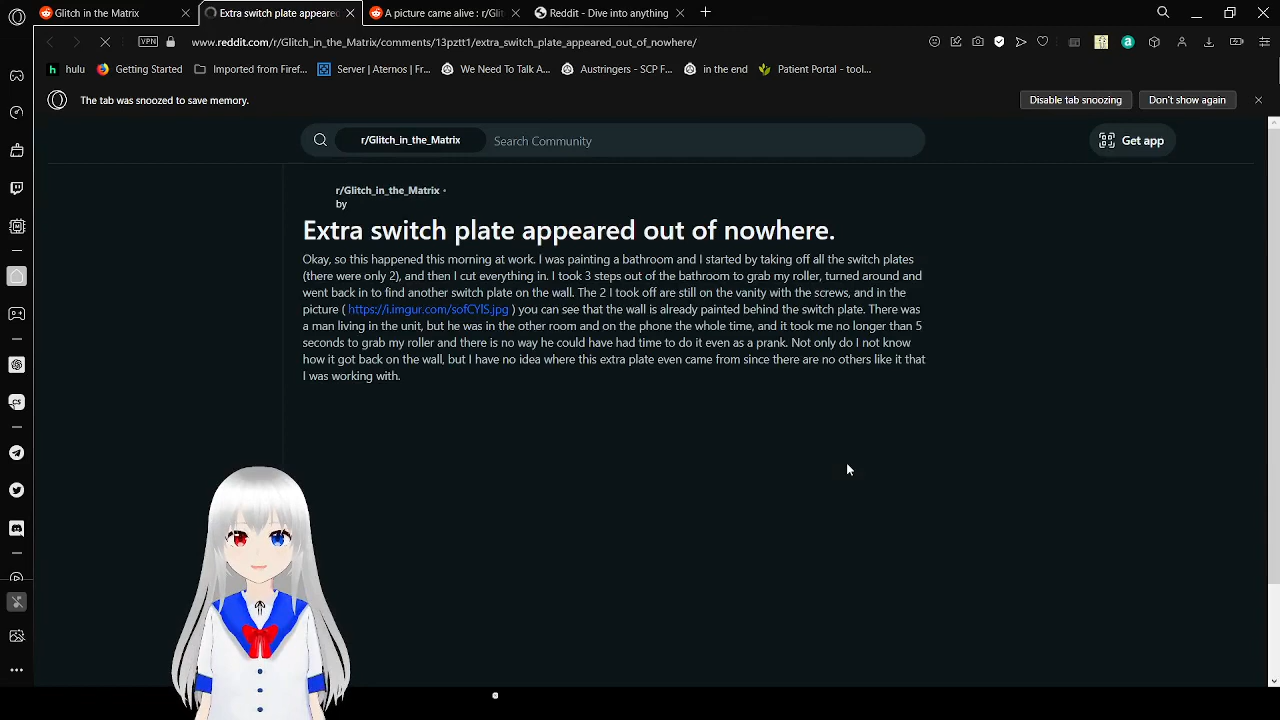 Glitch in the Matrix
Extra switch plate appeared
A picture came alive : r/Glit
Reddit - Dive into anything
VPN
www.reddit.com/r/Glitch_in_the_Matrix/comments/13pztt1/extra_switch_plate_appeared_out_of_nowhere/
hulu
Getting Started
Imported from Firef...
Server | Aternos | Fr...
We Need To Talk A...
Austringers - SCP F...
in the end
Patient Portal - tool...
The tab was snoozed to save memory.
Disable tab snoozing
Don't show again
r/Glitch_in_the_Matrix
Search Community
Get app
r/Glitch_in_the_Matrix •
by
Extra switch plate appeared out of nowhere.
Okay, so this happened this morning at work. I was painting a bathroom and I started by taking off all the switch plates
(there were only 2), and then I cut everything in. I took 3 steps out of the bathroom to grab my roller, turned around and
went back in to find another switch plate on the wall. The 2 I took off are still on the vanity with the screws, and in the
picture ( https://i.imgur.com/sofCYlS.jpg ) you can see that the wall is already painted behind the switch plate. There was
a man living in the unit, but he was in the other room and on the phone the whole time, and it took me no longer than 5
seconds to grab my roller and there is no way he could have had time to do it even as a prank. Not only do I not know
how it got back on the wall, but I have no idea where this extra plate even came from since there are no others like it that
I was working with.